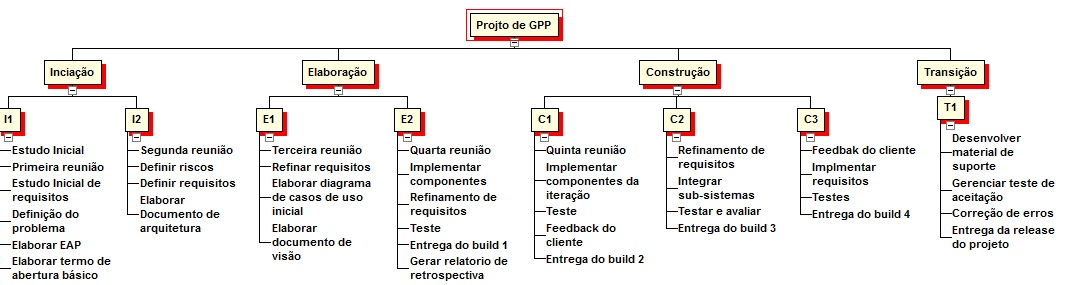 Projto de GPP
Inciação
Elaboração
Construção
Transição
I1
I2
E1
E2
C1
C2
C3
T1
Estudo Inicial
Primeira reunião
Estudo Inicial de
requisitos
Definição do
problema
Elaborar EAP
Elaborar termo de
abertura básico
Segunda reunião
Definir riscos
Definir requisitos
Elaborar
Documento de
arquitetura
Terceira reunião
Refinar requisitos
Elaborar diagrama
de casos de uso
inicial
Elaborar
documento de
visão
Quarta reunião
Implementar
componentes
Refinamento de
requisitos
Teste
Entrega do build 1
Gerar relatorio de
retrospectiva
Quinta reunião
Implementar
componentes da
iteração
Teste
Feedback do
cliente
Entrega do build 2
Refinamento de
requisitos
Integrar
sub-sistemas
Testar e avaliar
Entrega do build 3
Feedbak do cliente
Implmentar
requisitos
Testes
Entrega do build 4
Desenvolver
material de
suporte
Gerenciar teste de
aceitação
Correção de erros
Entrega da release
do projeto